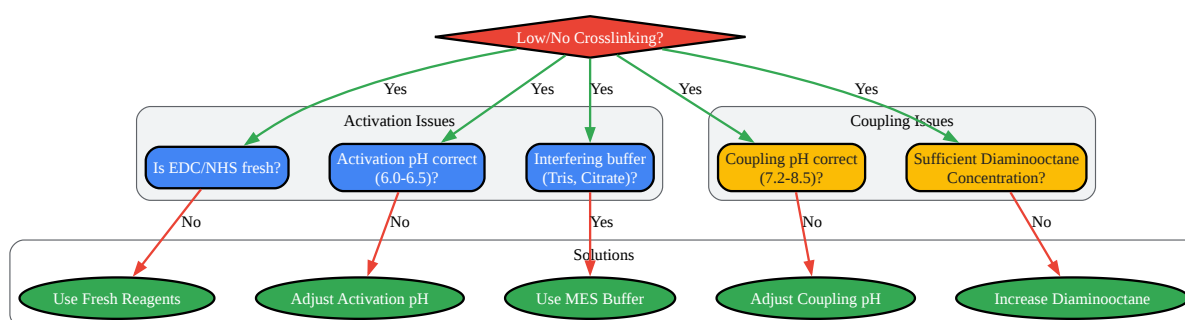 Low/No Crosslinking?
Yes
Yes
Yes
Yes
Yes
Activation Issues
Coupling Issues
Is EDC/NHS fresh?
Activation pH correct
(6.0-6.5)?
Interfering buffer
(Tris, Citrate)?
Coupling pH correct
(7.2-8.5)?
Sufficient Diaminooctane
Concentration?
No
No
Yes
No
No
Solutions
Use Fresh Reagents
Adjust Activation pH
Use MES Buffer
Adjust Coupling pH
Increase Diaminooctane